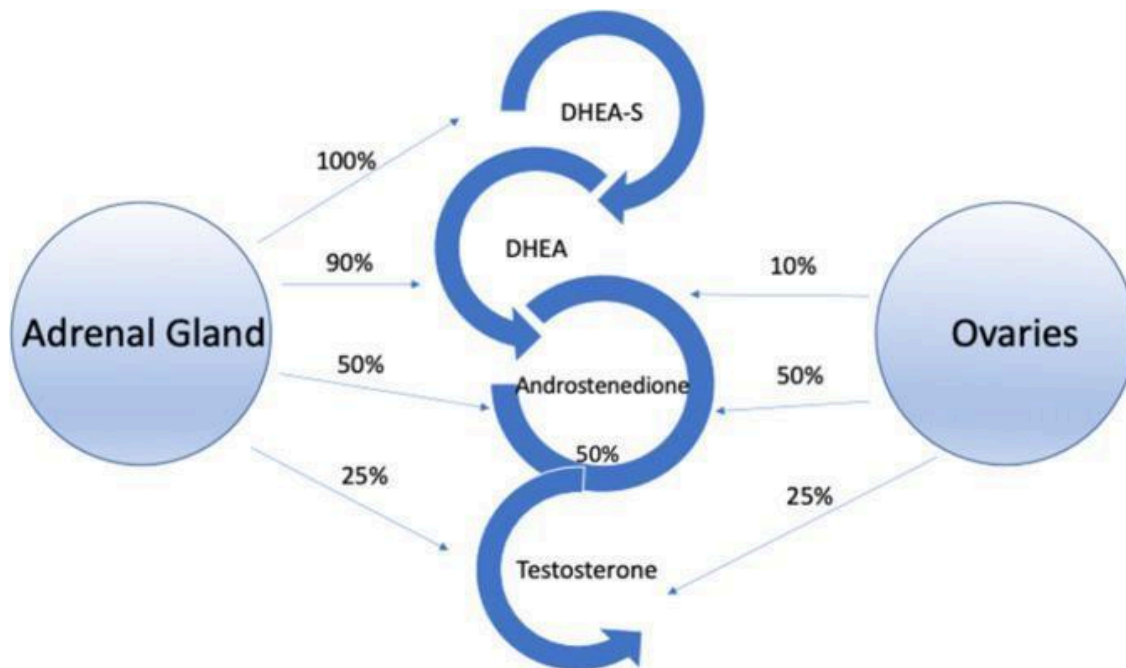 DHEA-S
100%
DHEA
90%
10%
Adrenal Gland
Ovaries
50%
Androstenedione
50%
50%
25%
25%
Testosterone